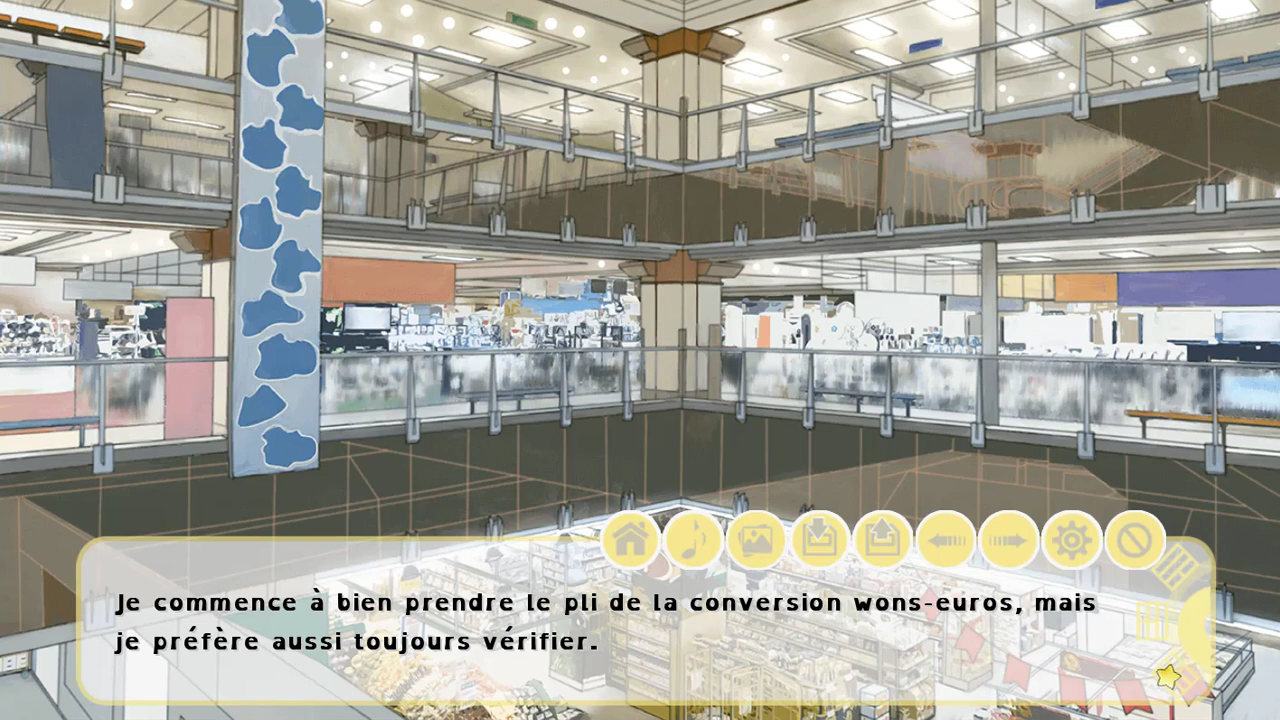 Je commence à bien prendre le pli de la conversion wons-euros, mais
je préfère aussi toujours vérifier.